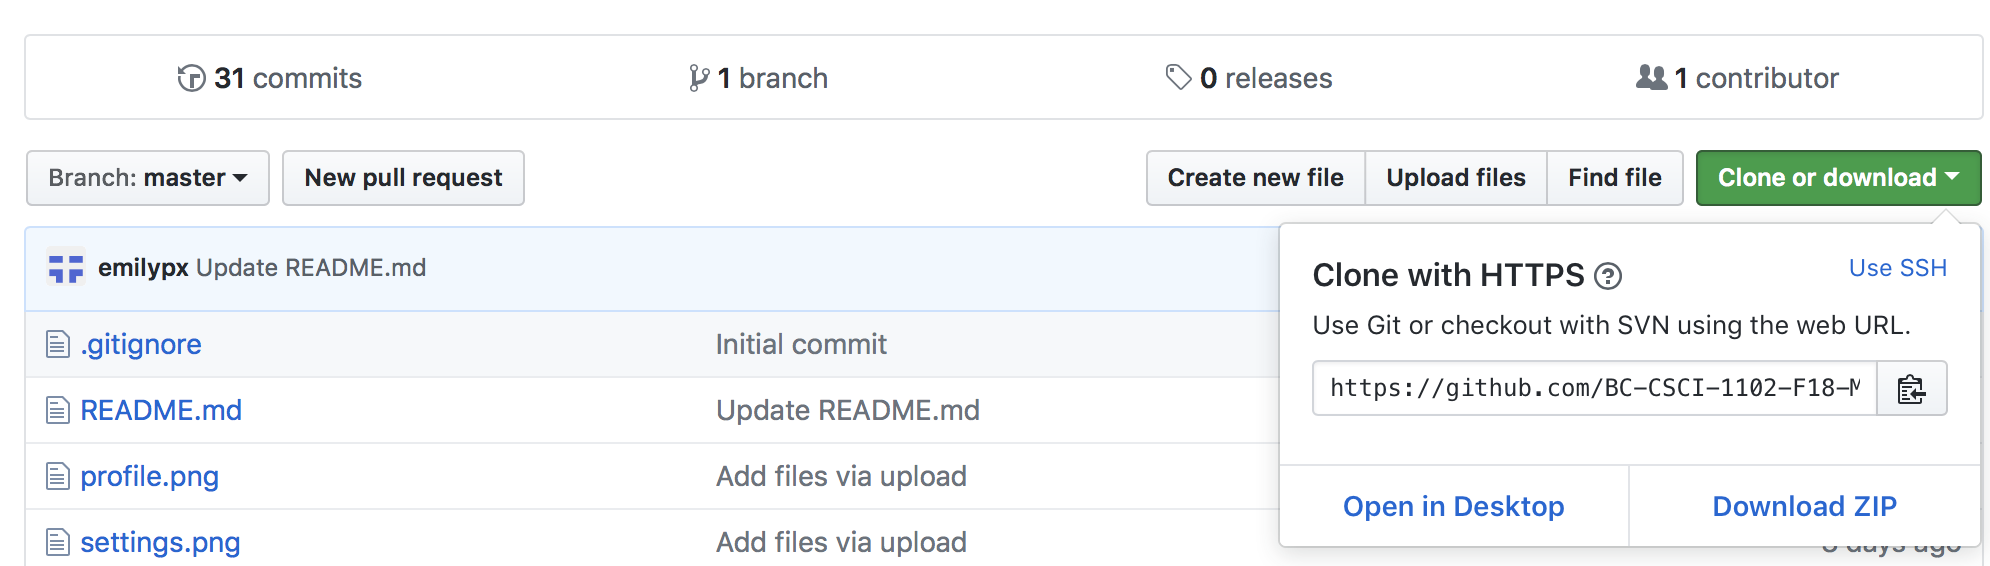 31 commits 1 branch 0 releases 1 contributor
Branch: master New pull request Create new file Upload files Find file Clone or download
emilypx Update README.md
Clone with HTTPS ? Use SSH
Use Git or checkout with SVN using the web URL.
https://github.com/BC-CSCI-1102-F18-M
Open in Desktop Download ZIP
.gitignore Initial commit
README.md Update README.md
profile.png Add files via upload
settings.png Add files via upload days ago